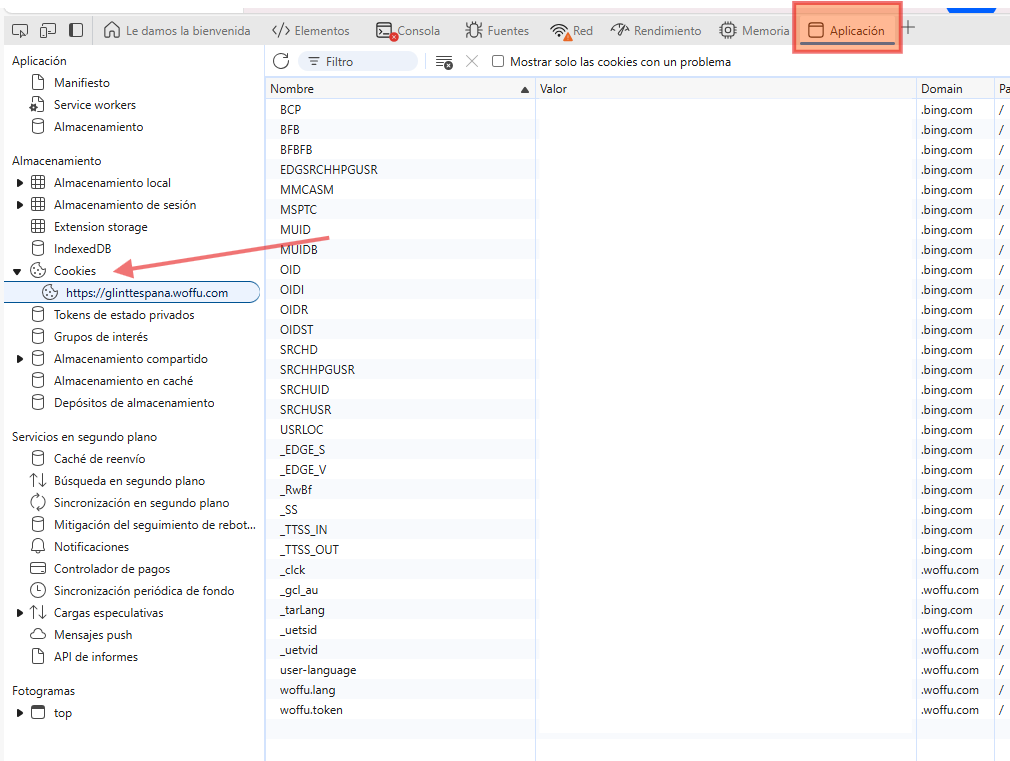 Le damos la bienvenida Elementos Consola Fuentes Red Rendimiento Memoria Aplicación
Aplicación
Manifiesto
Service workers
Almacenamiento
Almacenamiento
Almacenamiento local
Almacenamiento de sesión
Extension storage
IndexedDB
Cookies
https://glinttespana.woffu.com
Tokens de estado privados
Grupos de interés
Almacenamiento compartido
Almacenamiento en caché
Depósitos de almacenamiento
Servicios en segundo plano
Caché de reenvío
Búsqueda en segundo plano
Sincronización en segundo plano
Mitigación del seguimiento de rebot...
Notificaciones
Controlador de pagos
Sincronización periódica de fondo
Cargas especulativas
Mensajes push
API de informes
Fotogramas
top
Filtro Mostrar solo las cookies con un problema
Nombre Valor Domain Pa
BCP .bing.com /
BFB .bing.com /
BFBFB .bing.com /
EDGSRCHHPGUSR .bing.com /
MMCASM .bing.com /
MSPTC .bing.com /
MUID .bing.com /
MUIDB .bing.com /
OID .bing.com /
OIDI .bing.com /
OIDR .bing.com /
OIDST .bing.com /
SRCHD .bing.com /
SRCHHPGUSR .bing.com /
SRCHUID .bing.com /
SRCHUSR .bing.com /
USRLOC .bing.com /
_EDGE_S .bing.com /
_EDGE_V .bing.com /
_RwBf .bing.com /
_SS .bing.com /
_TTSS_IN .bing.com /
_TTSS_OUT .bing.com /
_clck .woffu.com /
_gcl_au .woffu.com /
_tarLang .bing.com /
_uetsid .woffu.com /
_uetvid .woffu.com /
user-language .woffu.com /
woffu.lang .woffu.com /
woffu.token .woffu.com /